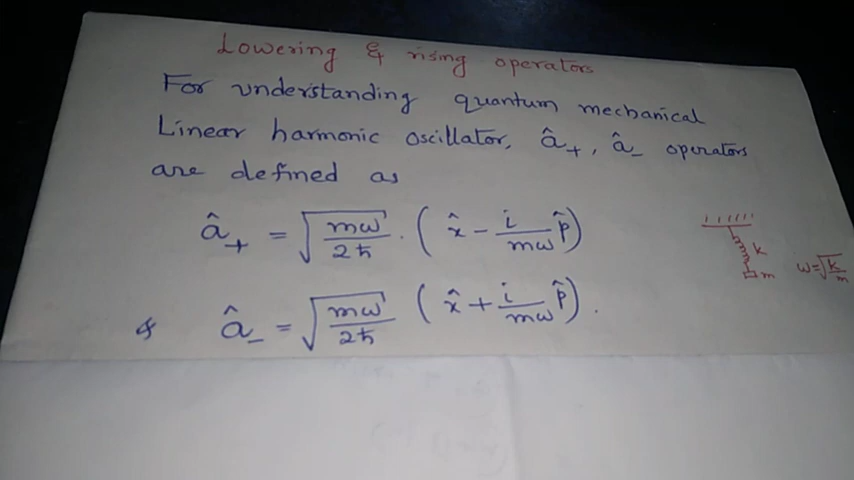 Lowering & rising operators
For understanding quantum mechanical
Linear harmonic oscillator, â₊, â₋ operators
are defined as
â₊ = √(mω/2ħ) . (x̂ − i/mω p̂)
k
m
ω = √(k/m)
& â₋ = √(mω/2ħ) (x̂ + i/mω p̂).